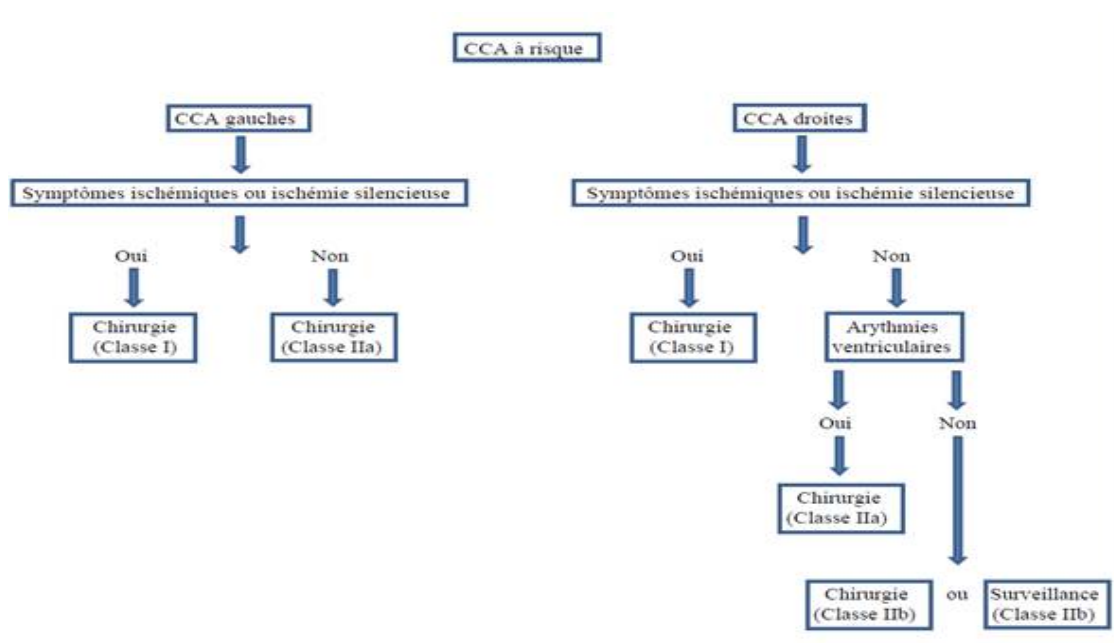 CCA à risque
CCA gauches
CCA droites
Symptômes ischémiques ou ischémie silencieuse
Symptômes ischémiques ou ischémie silencieuse
Oui
Non
Oui
Non
Chirurgie
(Classe I)
Chirurgie
(Classe IIa)
Chirurgie
(Classe I)
Arythmies
ventriculaires
Oui
Non
Chirurgie
(Classe IIa)
Chirurgie
(Classe IIb)
ou
Surveillance
(Classe IIb)